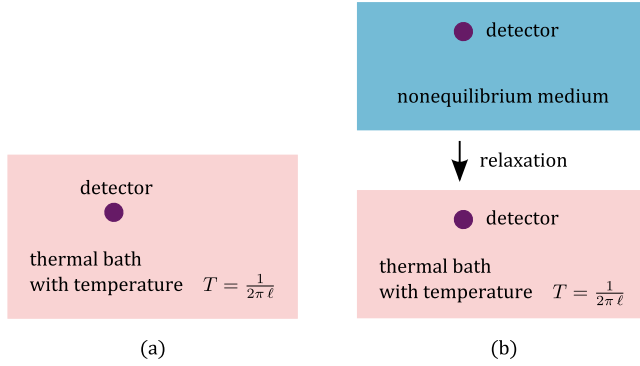 detector
thermal bath
with temperature T = 1/(2π ℓ)
(a)
detector
nonequilibrium medium
relaxation
detector
thermal bath
with temperature T = 1/(2π ℓ)
(b)